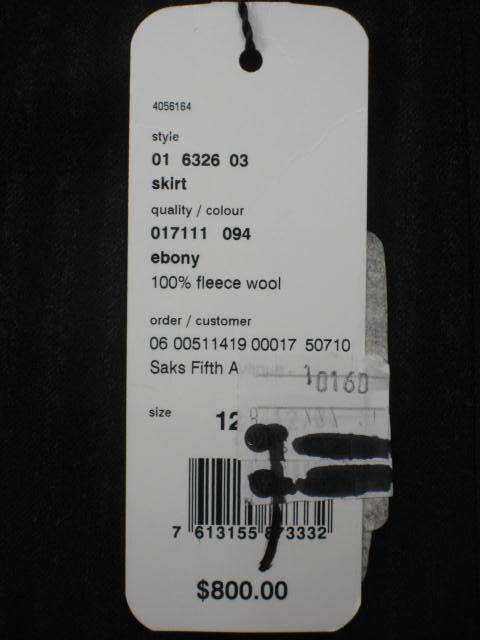 4056164
style
01 6326 03
skirt
quality / colour
017111 094
ebony
100% fleece wool
order / customer
06 00511419 00017 50710
Saks Fifth A
10160
size
12
7 613155 873332
$800.00